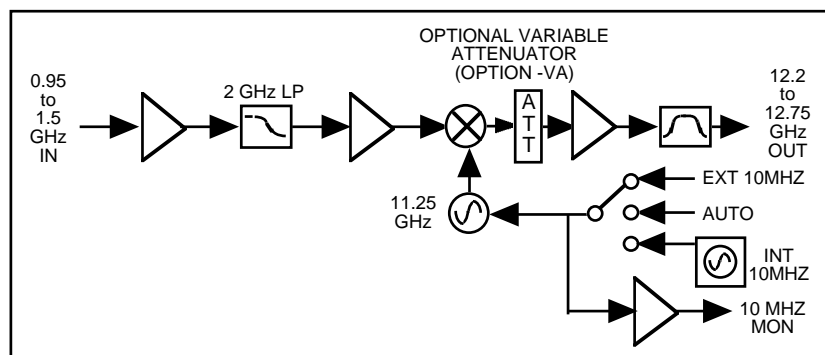 OPTIONAL VARIABLE
ATTENUATOR
(OPTION -VA)
0.95
to
1.5
GHz
IN
2 GHz LP
A
T
T
12.2
to
12.75
GHz
OUT
11.25
GHz
EXT 10MHZ
AUTO
INT
10MHZ
10 MHZ
MON